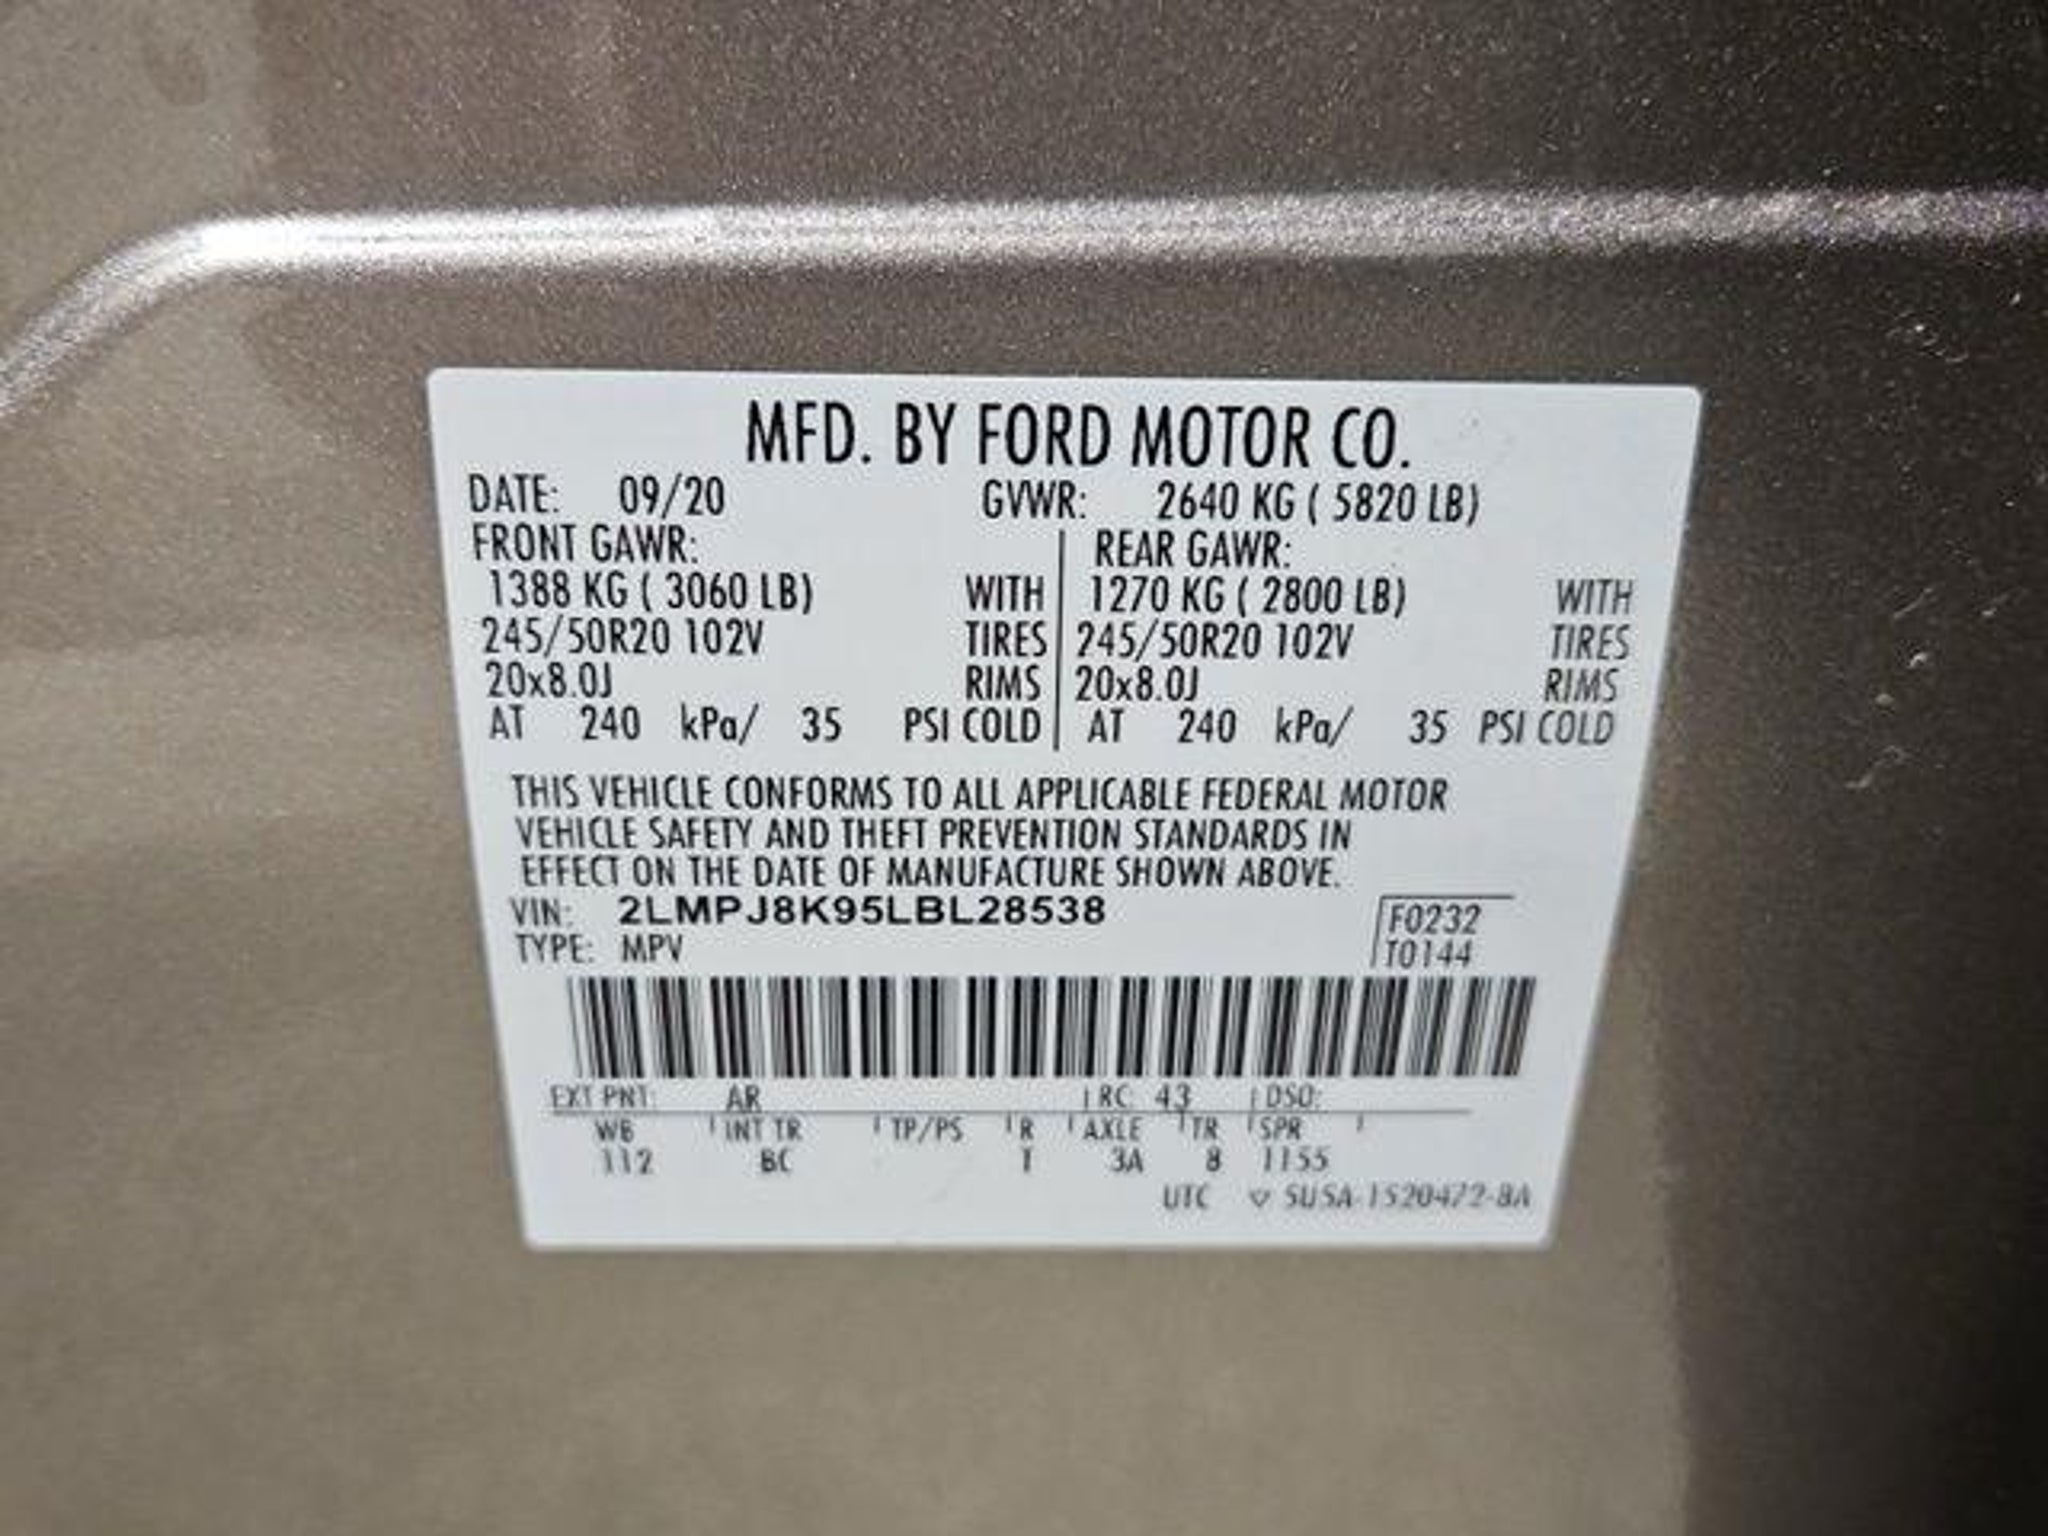 MFD. BY FORD MOTOR CO.
DATE: 09/20 GVWR: 2640 KG ( 5820 LB)
FRONT GAWR: REAR GAWR:
1388 KG ( 3060 LB) WITH 1270 KG ( 2800 LB) WITH
245/50R20 102V TIRES 245/50R20 102V TIRES
20x8.0J RIMS 20x8.0J RIMS
AT 240 kPa/ 35 PSI COLD AT 240 kPa/ 35 PSI COLD
THIS VEHICLE CONFORMS TO ALL APPLICABLE FEDERAL MOTOR
VEHICLE SAFETY AND THEFT PREVENTION STANDARDS IN
EFFECT ON THE DATE OF MANUFACTURE SHOWN ABOVE.
VIN: 2LMPJ8K95LBL28538 F0232
TYPE: MPV T0144
EXT PNT: AR RC: 43 DSO:
WB INT TR TP/PS R AXLE TR SPR
112 BC T 3A 8 1155
UTC ▽ SU5A-1520472-8A